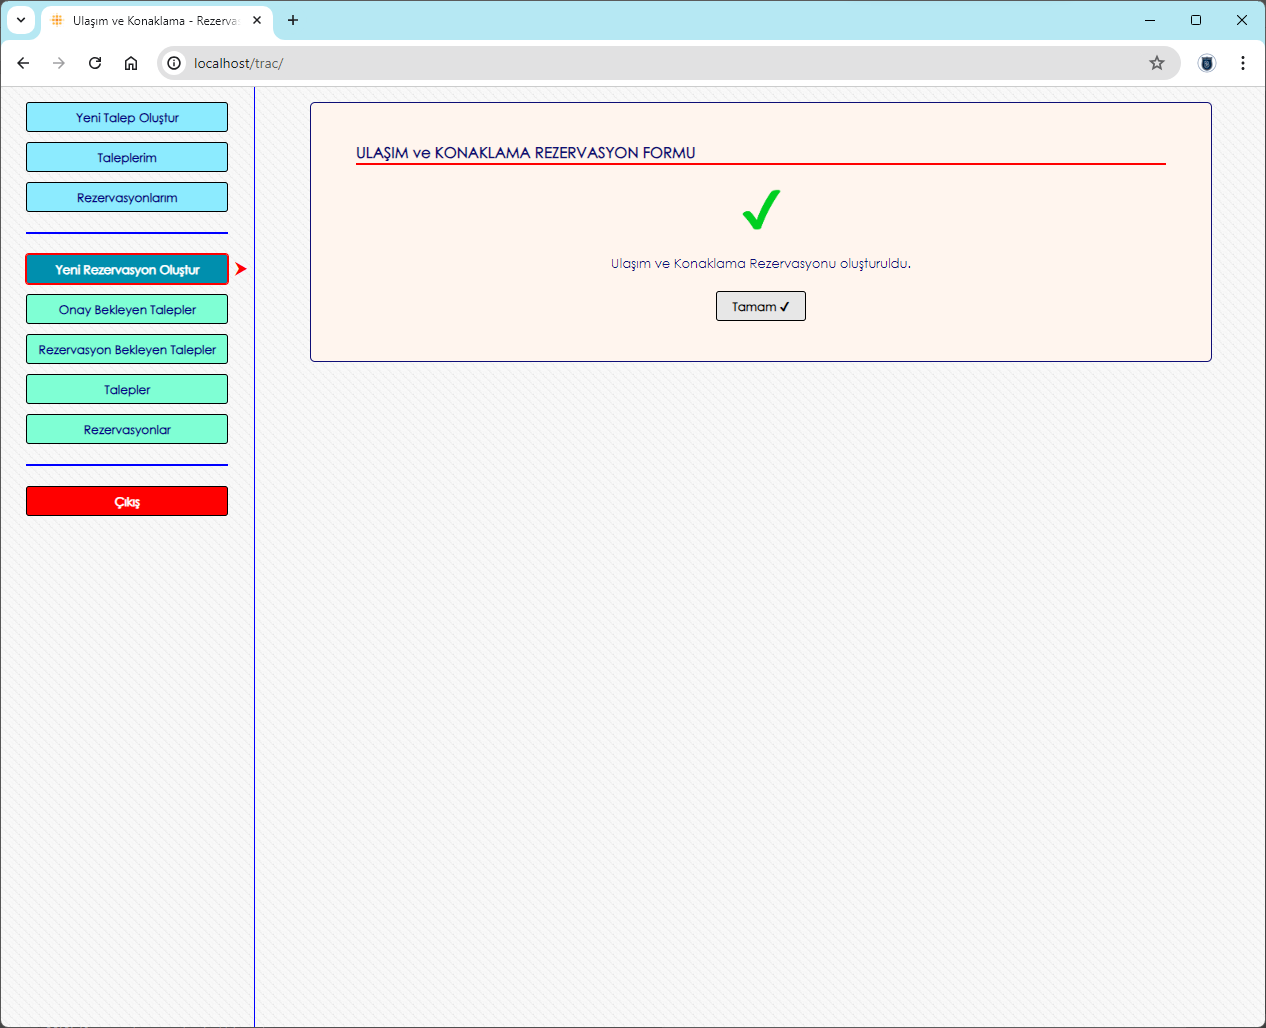 Ulaşım ve Konaklama - Rezerva
localhost/trac/
Yeni Talep Oluştur
Taleplerim
Rezervasyonlarım
Yeni Rezervasyon Oluştur
Onay Bekleyen Talepler
Rezervasyon Bekleyen Talepler
Talepler
Rezervasyonlar
Çıkış
ULAŞIM ve KONAKLAMA REZERVASYON FORMU
Ulaşım ve Konaklama Rezervasyonu oluşturuldu.
Tamam ✔